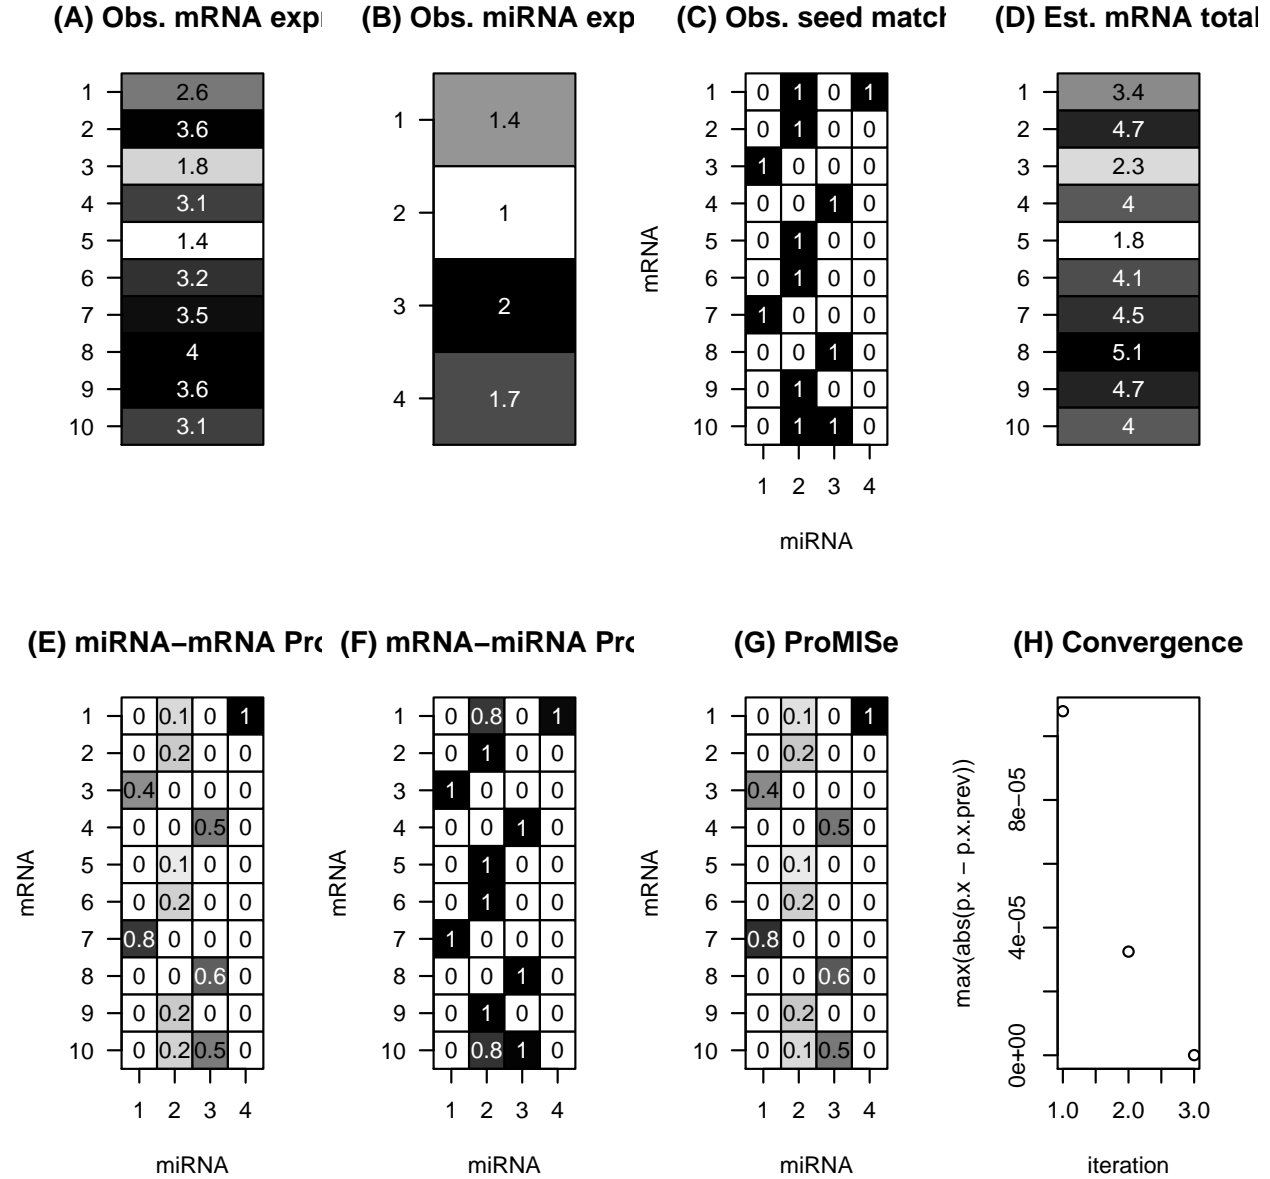 (A) Obs. mRNA expr
(B) Obs. miRNA exp
(C) Obs. seed match
(D) Est. mRNA total
1 2.6
2 3.6
3 1.8
4 3.1
5 1.4
6 3.2
7 3.5
8 4
9 3.6
10 3.1
1 1.4
2 1
3 2
4 1.7
mRNA
1 0 1 0 1
2 0 1 0 0
3 1 0 0 0
4 0 0 1 0
5 0 1 0 0
6 0 1 0 0
7 1 0 0 0
8 0 0 1 0
9 0 1 0 0
10 0 1 1 0
1 2 3 4
miRNA
1 3.4
2 4.7
3 2.3
4 4
5 1.8
6 4.1
7 4.5
8 5.1
9 4.7
10 4
(E) miRNA−mRNA Pro
(F) mRNA−miRNA Pro
(G) ProMISe
(H) Convergence
mRNA
1 0 0.1 0 1
2 0 0.2 0 0
3 0.4 0 0 0
4 0 0 0.5 0
5 0 0.1 0 0
6 0 0.2 0 0
7 0.8 0 0 0
8 0 0 0.6 0
9 0 0.2 0 0
10 0 0.2 0.5 0
1 2 3 4
miRNA
mRNA
1 0 0.8 0 1
2 0 1 0 0
3 1 0 0 0
4 0 0 1 0
5 0 1 0 0
6 0 1 0 0
7 1 0 0 0
8 0 0 1 0
9 0 1 0 0
10 0 0.8 1 0
1 2 3 4
miRNA
mRNA
1 0 0.1 0 1
2 0 0.2 0 0
3 0.4 0 0 0
4 0 0 0.5 0
5 0 0.1 0 0
6 0 0.2 0 0
7 0.8 0 0 0
8 0 0 0.6 0
9 0 0.2 0 0
10 0 0.1 0.5 0
1 2 3 4
miRNA
max(abs(p.x − p.x.prev))
0e+00 4e−05 8e−05
1.0 2.0 3.0
iteration